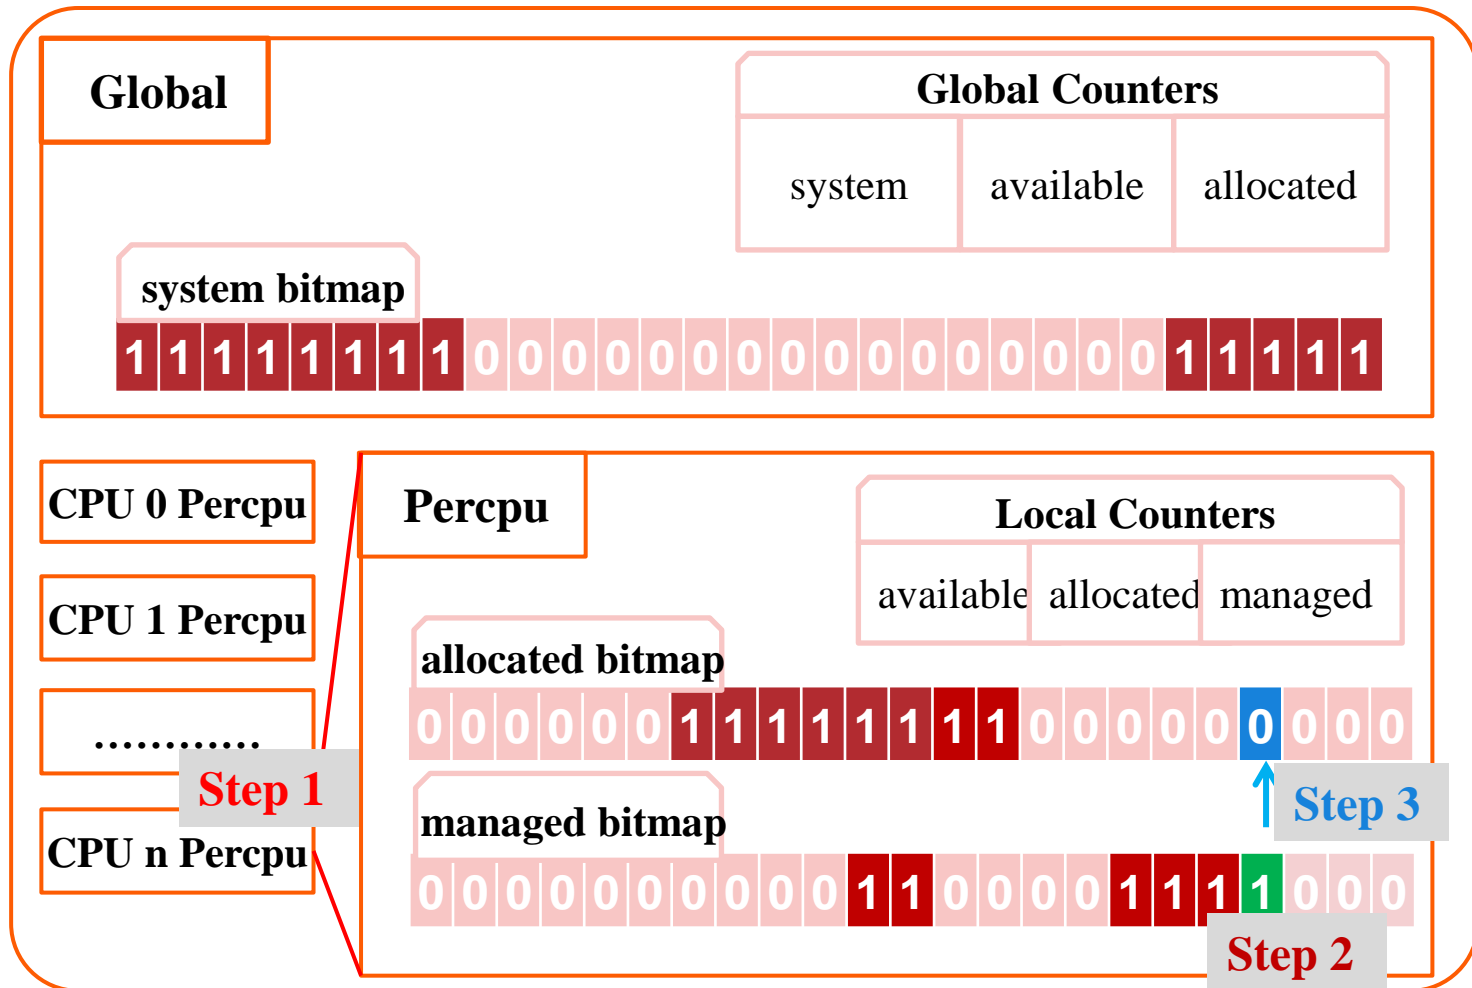 Global
Global Counters
system available allocated
system bitmap
1 1 1 1 1 1 1 1 0 0 0 0 0 0 0 0 0 0 0 0 0 0 0 0 1 1 1 1 1
CPU 0 Percpu
CPU 1 Percpu
............
CPU n Percpu
Step 1
Percpu
Local Counters
available allocated managed
allocated bitmap
0 0 0 0 0 0 1 1 1 1 1 1 1 1 0 0 0 0 0 0 0 0 0
Step 3
managed bitmap
0 0 0 0 0 0 0 0 0 0 1 1 0 0 0 0 1 1 1 1 0 0 0
Step 2